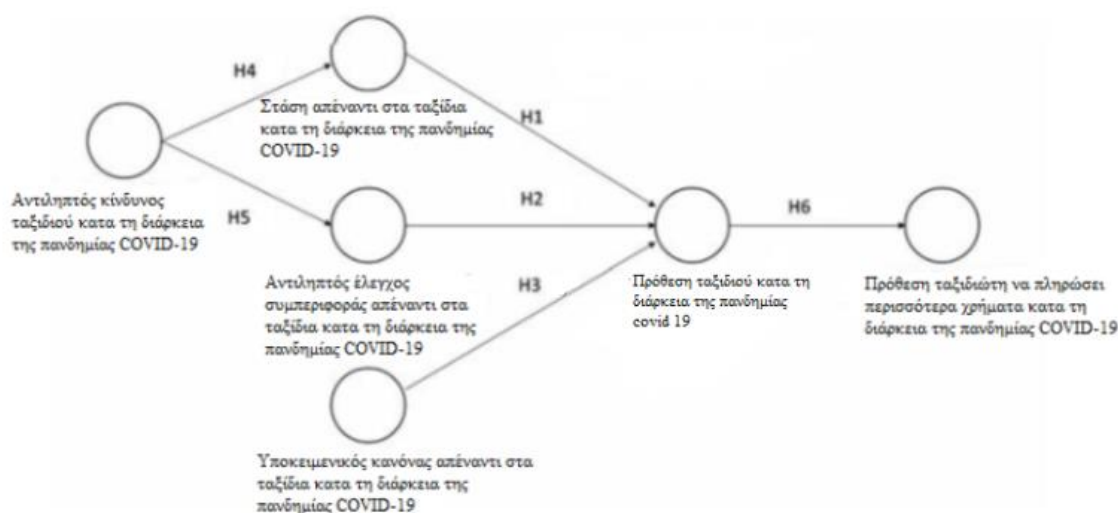 H4
Στάση απέναντι στα ταξίδια
κατα τη διάρκεια της πανδημίας
COVID-19
H1
Αντιληπτός κίνδυνος
ταξιδιού κατα τη διάρκεια
της πανδημίας COVID-19
H5
H2
H6
Αντιληπτός έλεγχος
συμπεριφοράς απέναντι στα
ταξίδια κατα τη διάρκεια της
πανδημίας COVID-19
H3
Πρόθεση ταξιδιού κατα τη
διάρκεια της πανδημίας
covid 19
Πρόθεση ταξιδιώτη να πληρώσει
περισσότερα χρήματα κατα τη
διάρκεια της πανδημίας COVID-19
Υποκειμενικός κανόνας απέναντι στα
ταξίδια κατα τη διάρκεια της
πανδημίας COVID-19